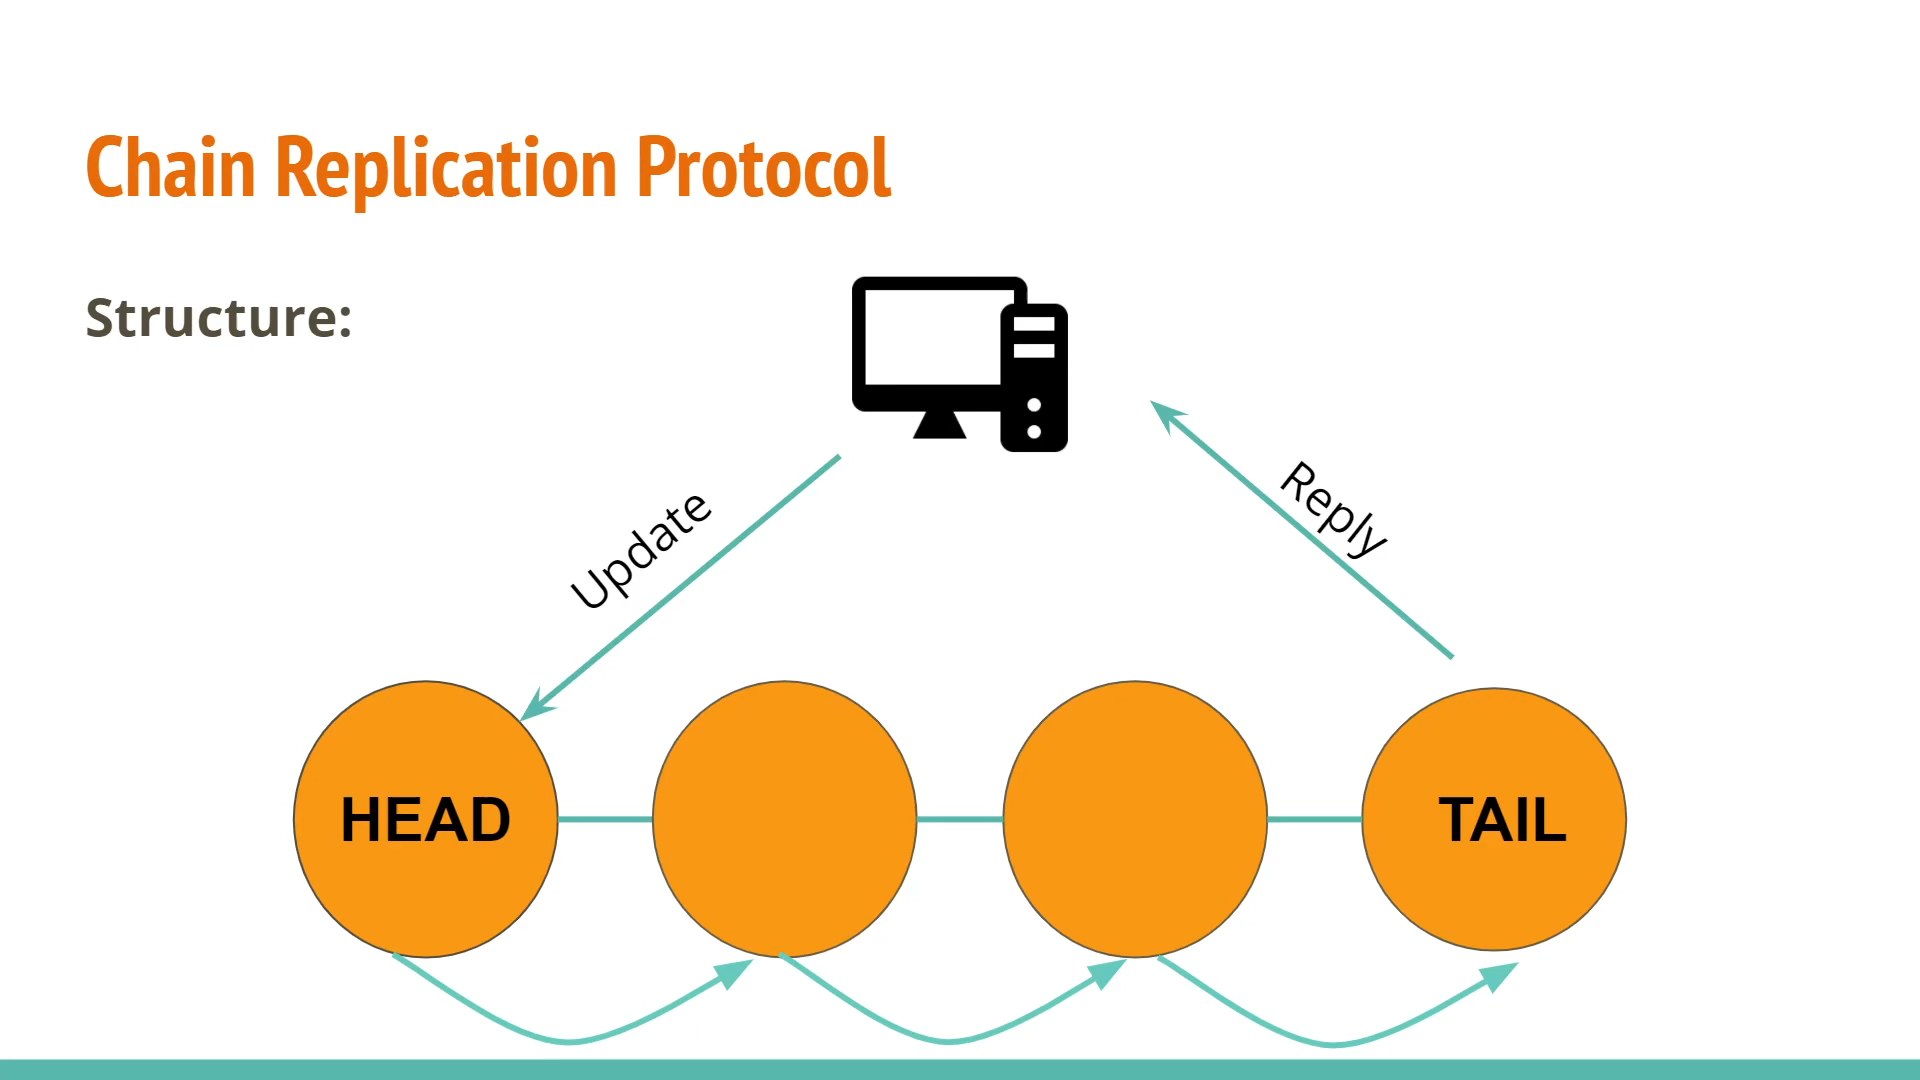 Chain Replication Protocol
Structure:
Update
Reply
HEAD
TAIL